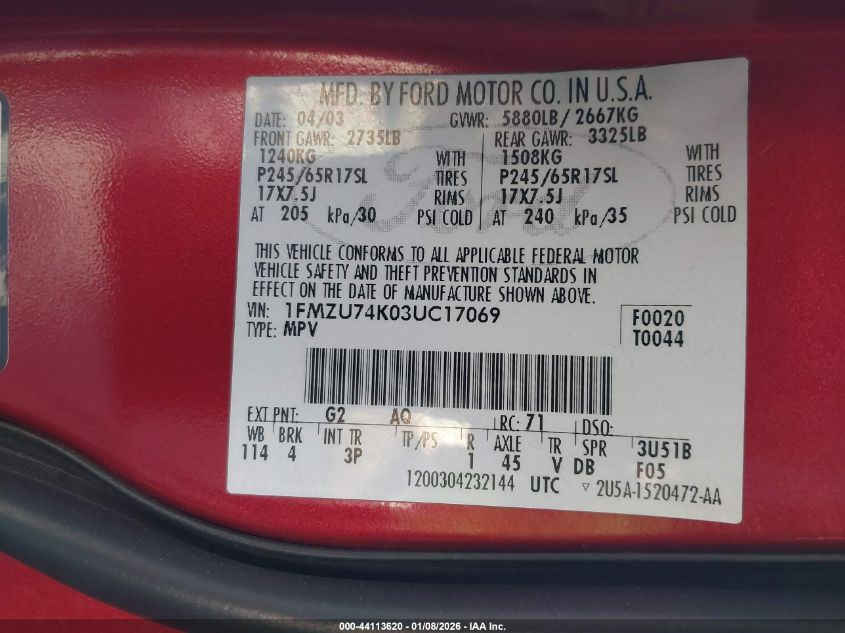 MFD. BY FORD MOTOR CO. IN U.S.A.
DATE: 04/03 GVWR: 5880LB/ 2667KG
FRONT GAWR: 2735LB REAR GAWR: 3325LB
1240KG WITH 1508KG WITH
P245/65R17SL TIRES P245/65R17SL TIRES
17X7.5J RIMS 17X7.5J RIMS
AT 205 kPa/30 PSI COLD AT 240 kPa/35 PSI COLD
Ford
THIS VEHICLE CONFORMS TO ALL APPLICABLE FEDERAL MOTOR
VEHICLE SAFETY AND THEFT PREVENTION STANDARDS IN
EFFECT ON THE DATE OF MANUFACTURE SHOWN ABOVE.
VIN: 1FMZU74K03UC17069 F0020
TYPE: MPV T0044
EXT PNT: G2 AQ RC: 71 DSO:
WB BRK INT TR TP/PS R AXLE TR SPR 3U51B
114 4 3P 1 45 V DB F05
1200304232144 UTC ▽ 2U5A-1520472-AA
000-44113620 - 01/08/2026 - IAA Inc.